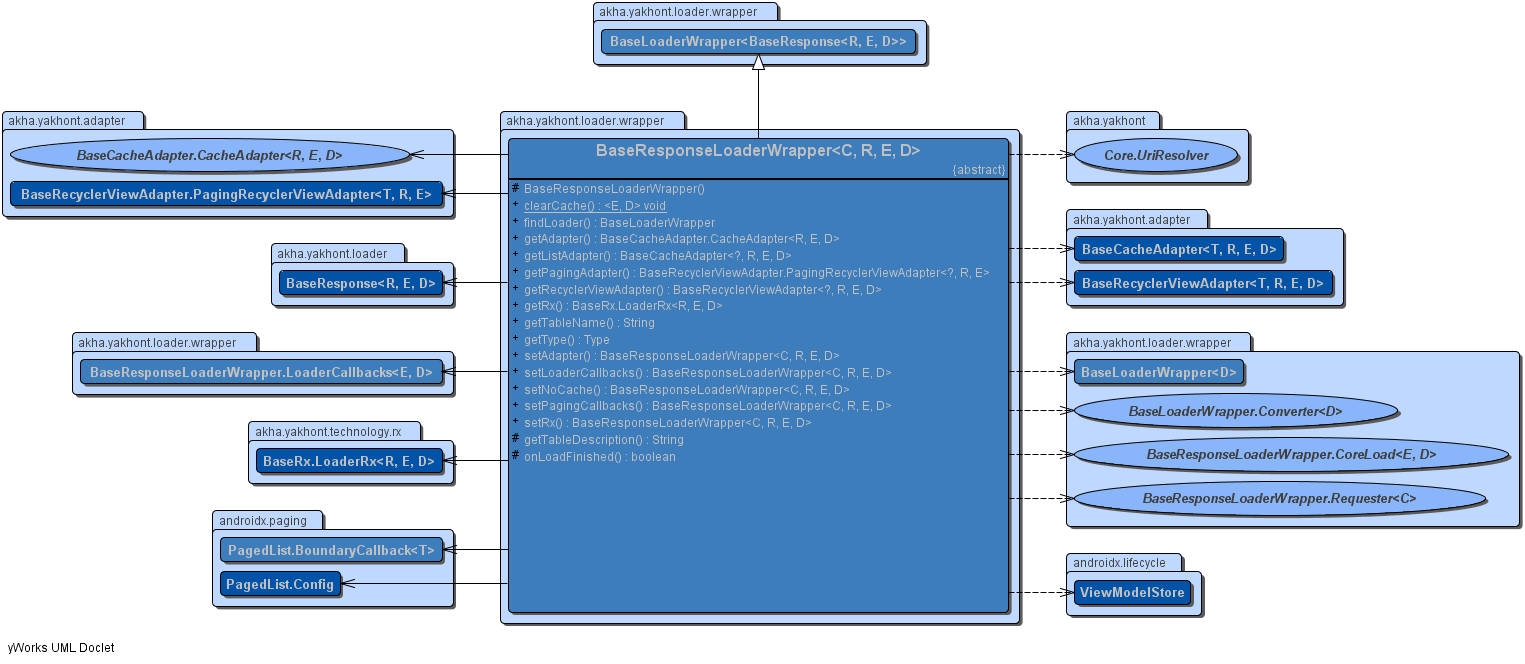 akha.yakhont.loader.wrapper
BaseLoaderWrapper<BaseResponse<R, E, D>>
akha.yakhont.adapter
BaseCacheAdapter.CacheAdapter<R, E, D>
BaseRecyclerViewAdapter.PagingRecyclerViewAdapter<T, R, E>
akha.yakhont.loader
BaseResponse<R, E, D>
akha.yakhont.loader.wrapper
BaseResponseLoaderWrapper.LoaderCallbacks<E, D>
akha.yakhont.technology.rx
BaseRx.LoaderRx<R, E, D>
androidx.paging
PagedList.BoundaryCallback<T>
PagedList.Config
akha.yakhont.loader.wrapper
BaseResponseLoaderWrapper<C, R, E, D>
{abstract}
# BaseResponseLoaderWrapper()
+ clearCache() : <E, D> void
+ findLoader() : BaseLoaderWrapper
+ getAdapter() : BaseCacheAdapter.CacheAdapter<R, E, D>
+ getListAdapter() : BaseCacheAdapter<?, R, E, D>
+ getPagingAdapter() : BaseRecyclerViewAdapter.PagingRecyclerViewAdapter<?, R, E>
+ getRecyclerViewAdapter() : BaseRecyclerViewAdapter<?, R, E, D>
+ getRx() : BaseRx.LoaderRx<R, E, D>
+ getTableName() : String
+ getType() : Type
+ setAdapter() : BaseResponseLoaderWrapper<C, R, E, D>
+ setLoaderCallbacks() : BaseResponseLoaderWrapper<C, R, E, D>
+ setNoCache() : BaseResponseLoaderWrapper<C, R, E, D>
+ setPagingCallbacks() : BaseResponseLoaderWrapper<C, R, E, D>
+ setRx() : BaseResponseLoaderWrapper<C, R, E, D>
# getTableDescription() : String
# onLoadFinished() : boolean
akha.yakhont
Core.UriResolver
akha.yakhont.adapter
BaseCacheAdapter<T, R, E, D>
BaseRecyclerViewAdapter<T, R, E, D>
akha.yakhont.loader.wrapper
BaseLoaderWrapper<D>
BaseLoaderWrapper.Converter<D>
BaseResponseLoaderWrapper.CoreLoad<E, D>
BaseResponseLoaderWrapper.Requester<C>
androidx.lifecycle
ViewModelStore
yWorks UML Doclet